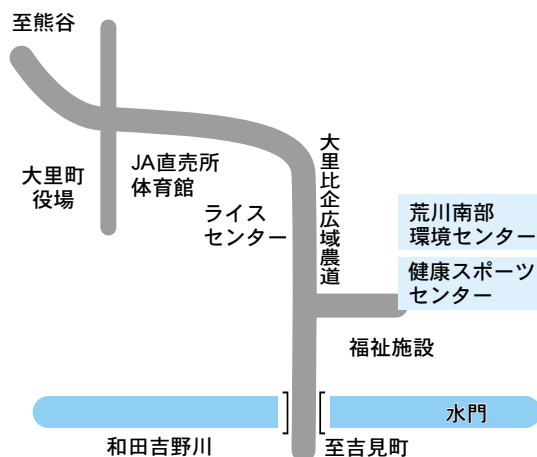 至熊谷
大里町
役場
JA直売所
体育館
ライス
センター
大里比企広域農道
荒川南部
環境センター
健康スポーツ
センター
福祉施設
水門
和田吉野川
至吉見町